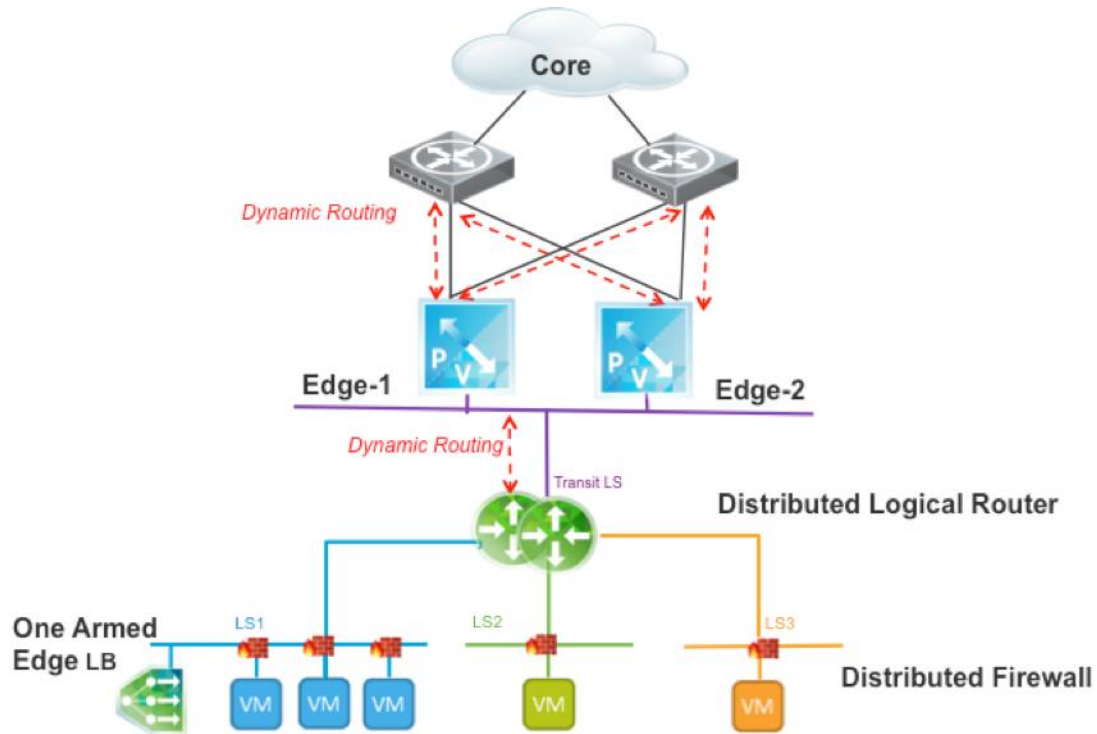 Core
Dynamic Routing
P
V
P
V
Edge-1
Edge-2
Dynamic Routing
Transit LS
Distributed Logical Router
One Armed
Edge LB
LS1
LS2
LS3
Distributed Firewall
VM
VM
VM
VM
VM